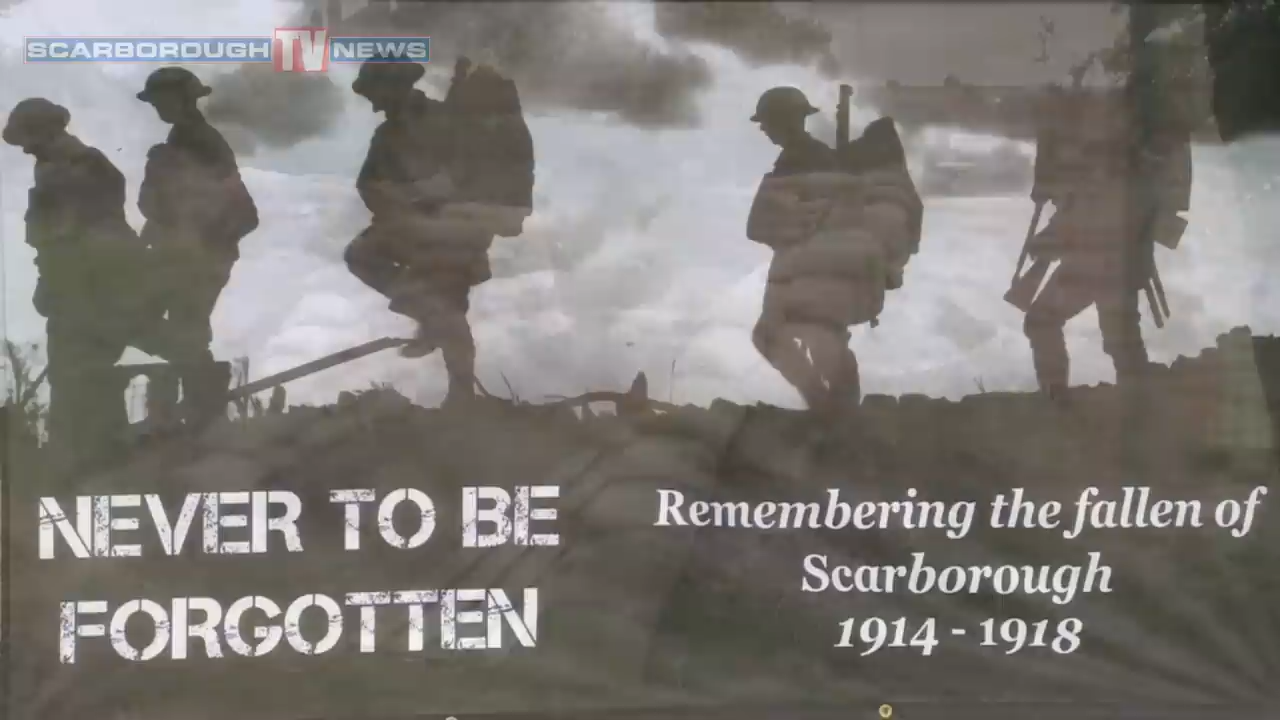 SCARBOROUGH TV NEWS
NEVER TO BE
FORGOTTEN
Remembering the fallen of
Scarborough
1914 - 1918